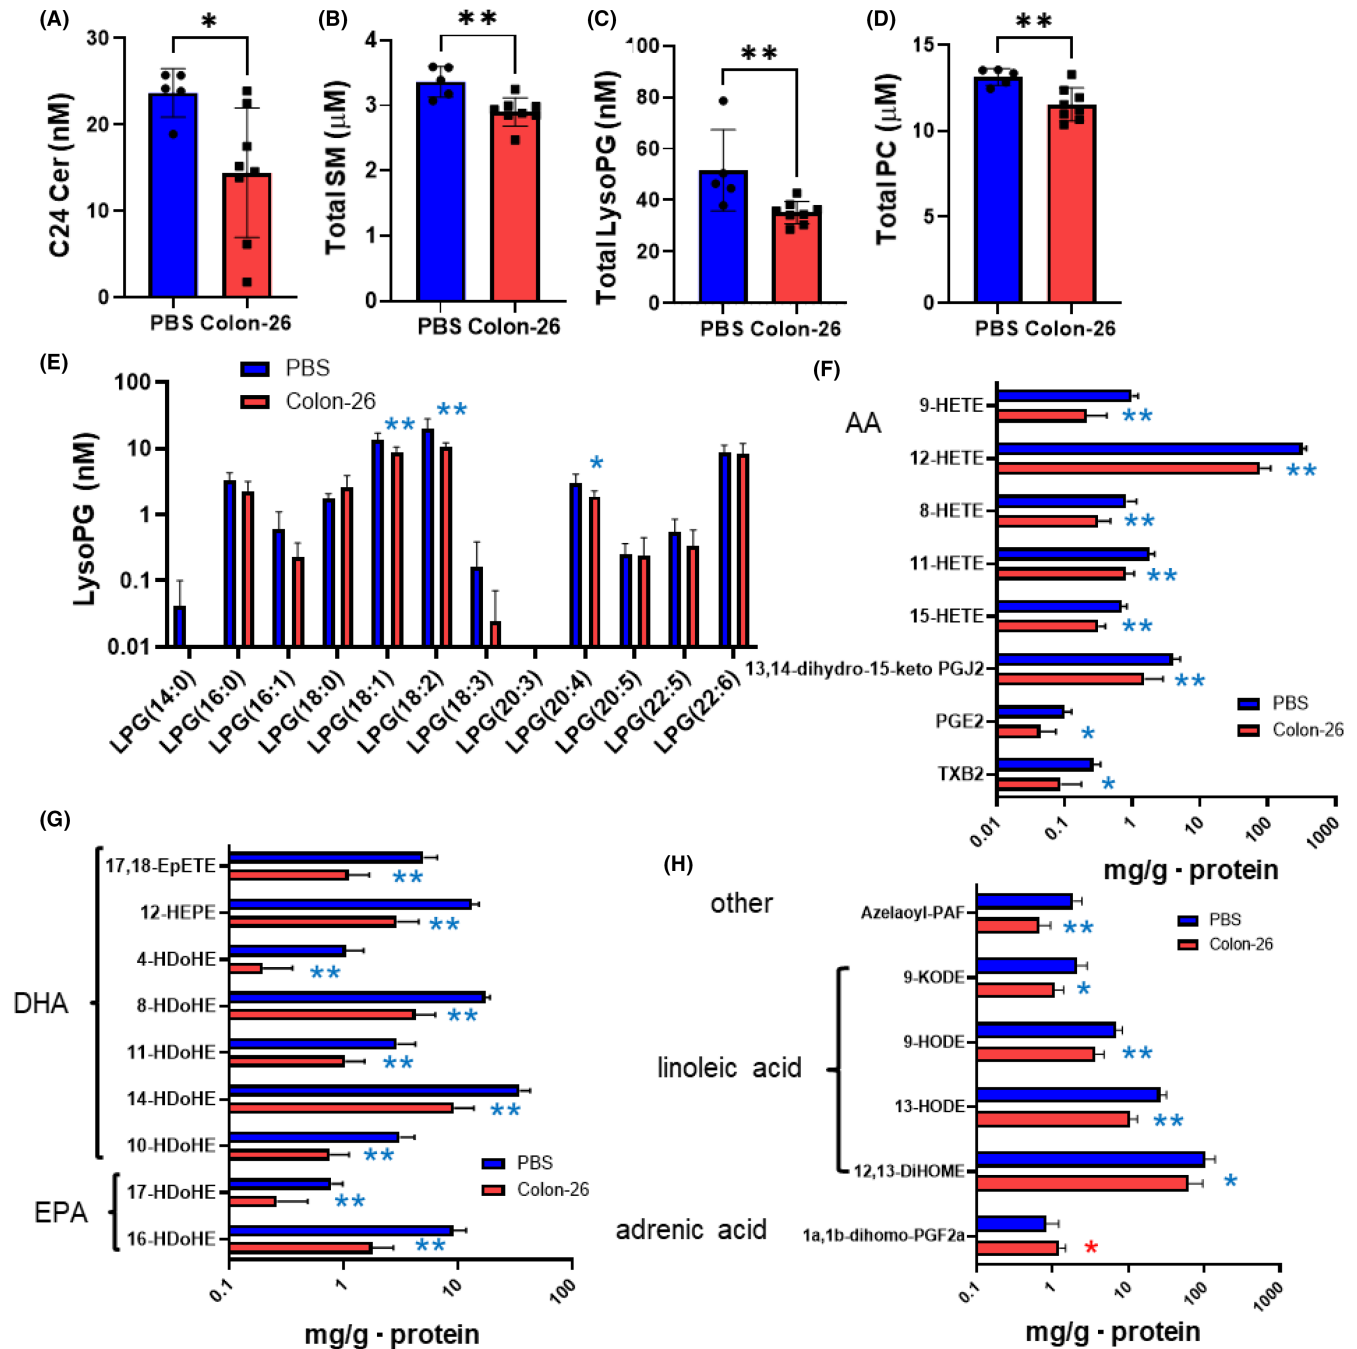 (A)
*
C24 Cer (nM)
30
20
10
0
PBS Colon-26
(B)
**
Total SM (μM)
4
3
2
1
0
PBS Colon-26
(C)
**
Total LysoPG (nM)
100
80
60
40
20
0
PBS Colon-26
(D)
**
Total PC (μM)
15
10
5
0
PBS Colon-26
(E)
PBS
Colon-26
LysoPG (nM)
100
10
1
0.1
0.01
**
**
*
LPG(14:0)
LPG(16:0)
LPG(16:1)
LPG(18:0)
LPG(18:1)
LPG(18:2)
LPG(18:3)
LPG(20:3)
LPG(20:4)
LPG(20:5)
LPG(22:5)
LPG(22:6)
(F)
AA
9-HETE
**
12-HETE
**
8-HETE
**
11-HETE
**
15-HETE
**
13,14-dihydro-15-keto PGJ2
**
PGE2
*
TXB2
*
PBS
Colon-26
0.01
0.1
1
10
100
1000
mg/g - protein
(G)
DHA
17,18-EpETE
**
12-HEPE
**
4-HDoHE
**
8-HDoHE
**
11-HDoHE
**
14-HDoHE
**
10-HDoHE
**
EPA
17-HDoHE
**
16-HDoHE
**
PBS
Colon-26
0.1
1
10
100
mg/g - protein
(H)
other
Azelaoyl-PAF
**
linoleic acid
9-KODE
*
9-HODE
**
13-HODE
**
12,13-DiHOME
*
adrenic acid
1a,1b-dihomo-PGF2a
*
PBS
Colon-26
0.1
1
10
100
1000
mg/g - protein